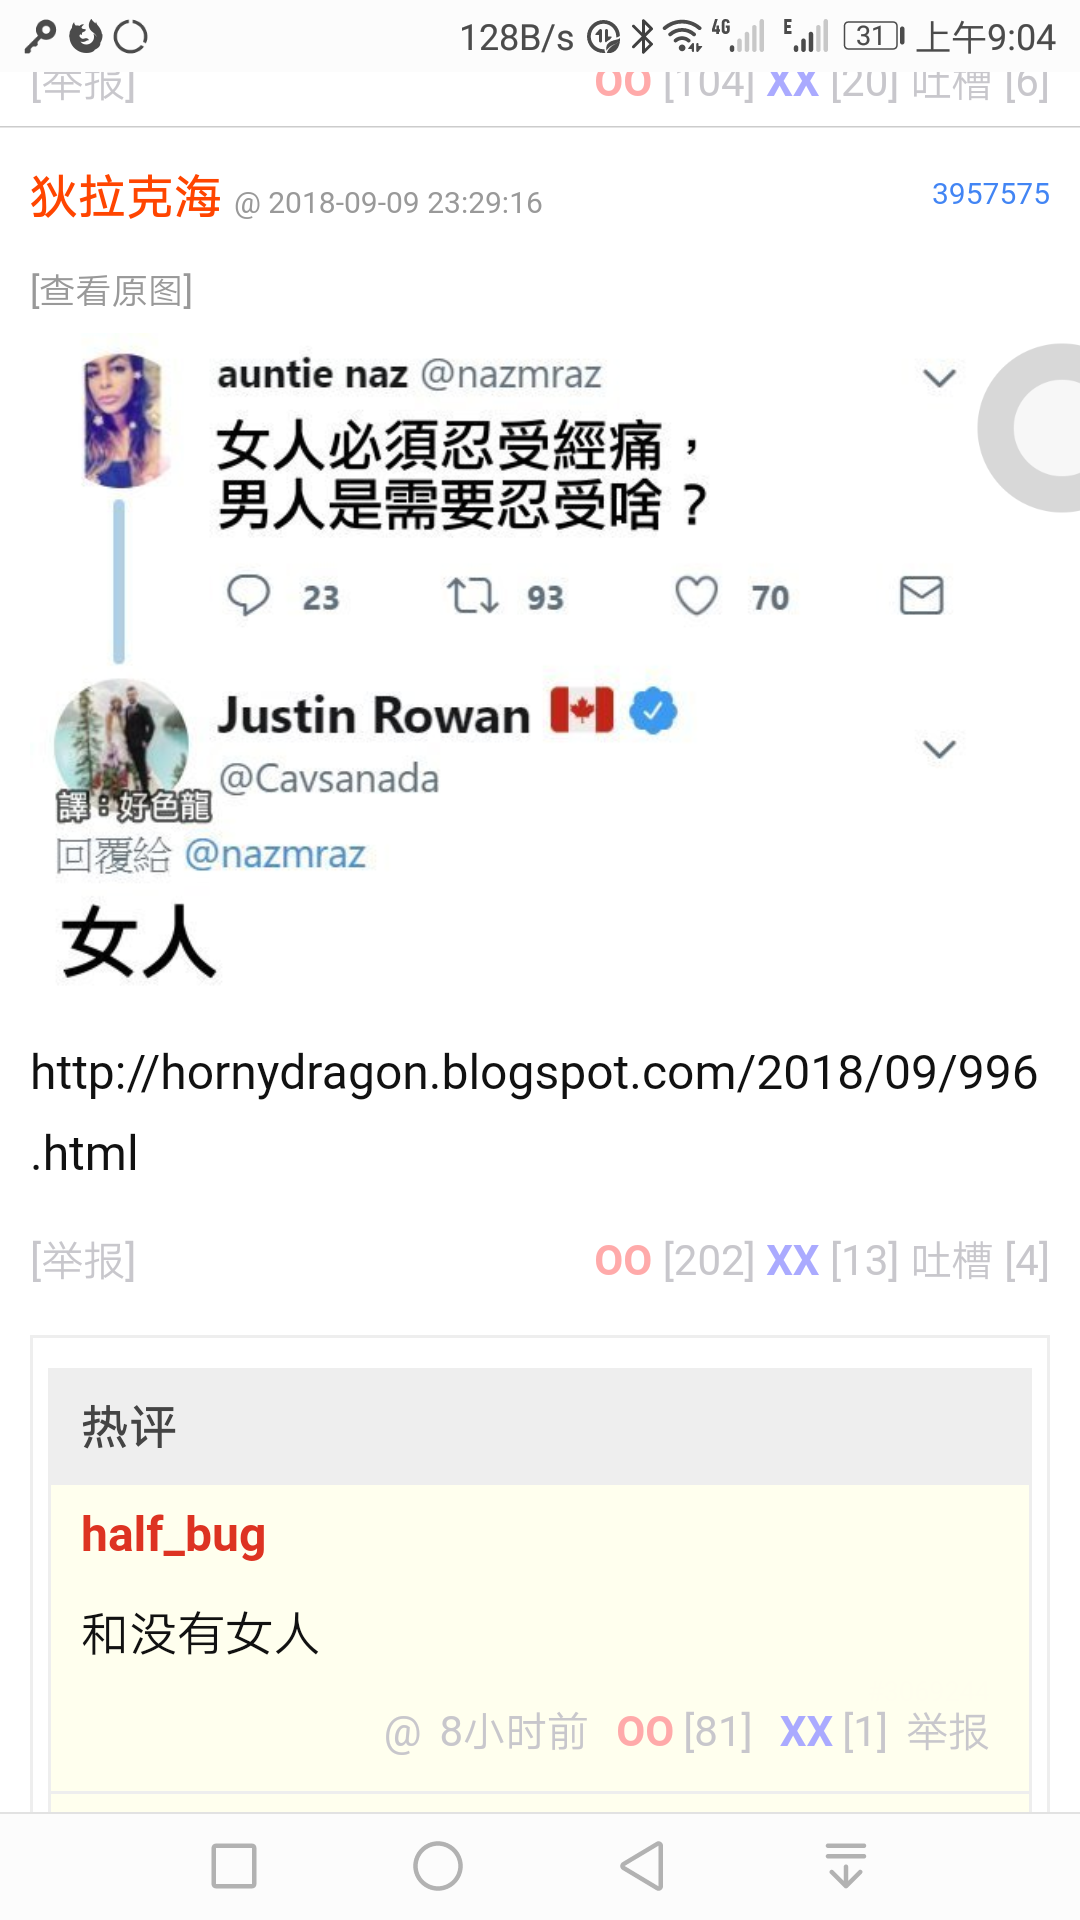 128B/s 4G E 31 上午9:04
[举报] OO [104] XX [20] 吐槽 [6]
狄拉克海 @ 2018-09-09 23:29:16 3957575
[查看原图]
auntie naz @nazmraz
女人必須忍受經痛，
男人是需要忍受啥？
23 93 70
Justin Rowan
@Cavsanada
譯：好色龍
回覆給 @nazmraz
女人
http://hornydragon.blogspot.com/2018/09/996
.html
[举报] OO [202] XX [13] 吐槽 [4]
热评
half_bug
和没有女人
@ 8小时前 OO [81] XX [1] 举报